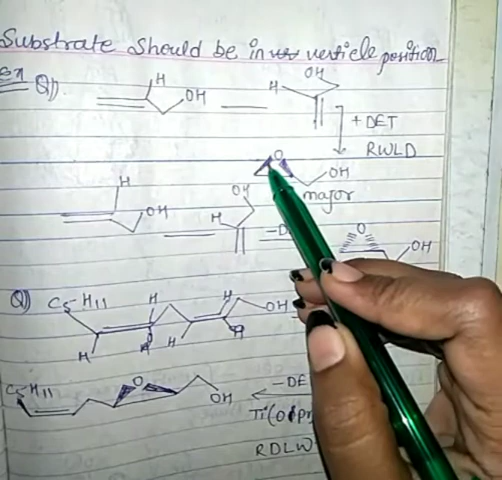 Substrate should be in verticle position
Ex Q1)
H
OH
H
OH
+ DET
RWLD
O
OH
major
H
OH
OH
H
O
OH
Q) C5H11
H
H
H
H
OH
C5H11
O
OH
-DE
Ti(Oipr
RDLW